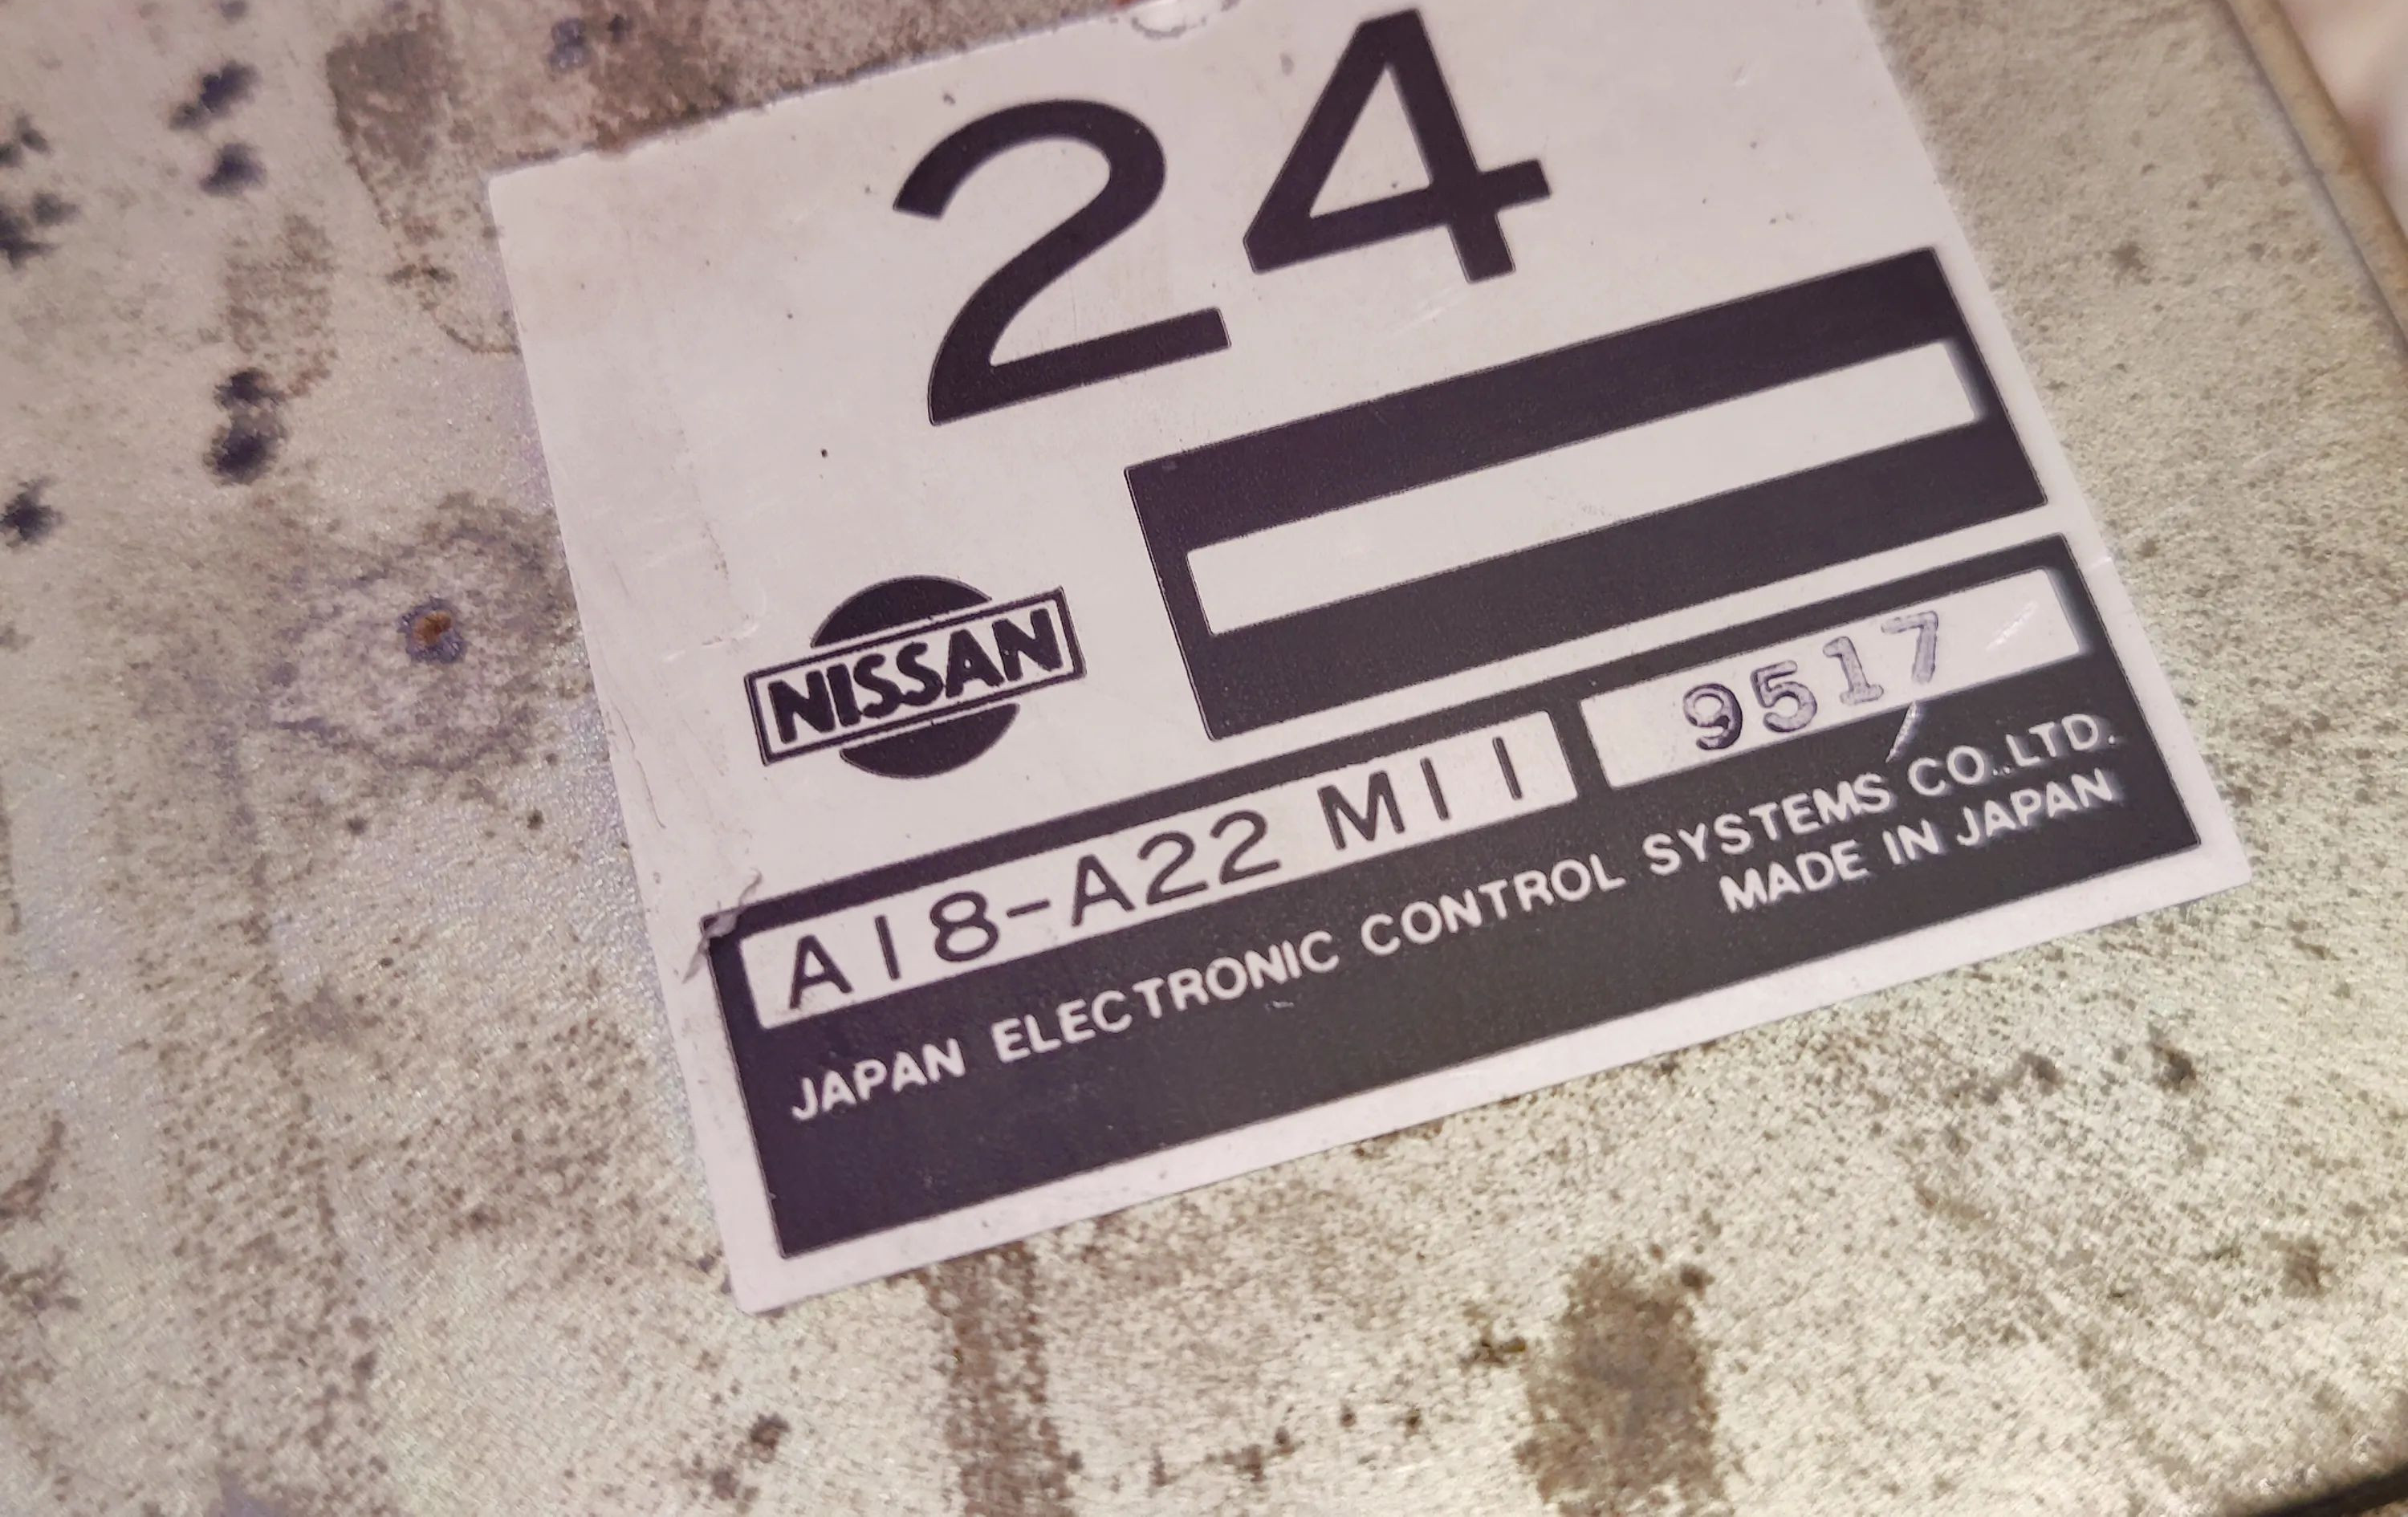 24
NISSAN
A18-A22 M11 9517
JAPAN ELECTRONIC CONTROL SYSTEMS CO.,LTD.
MADE IN JAPAN